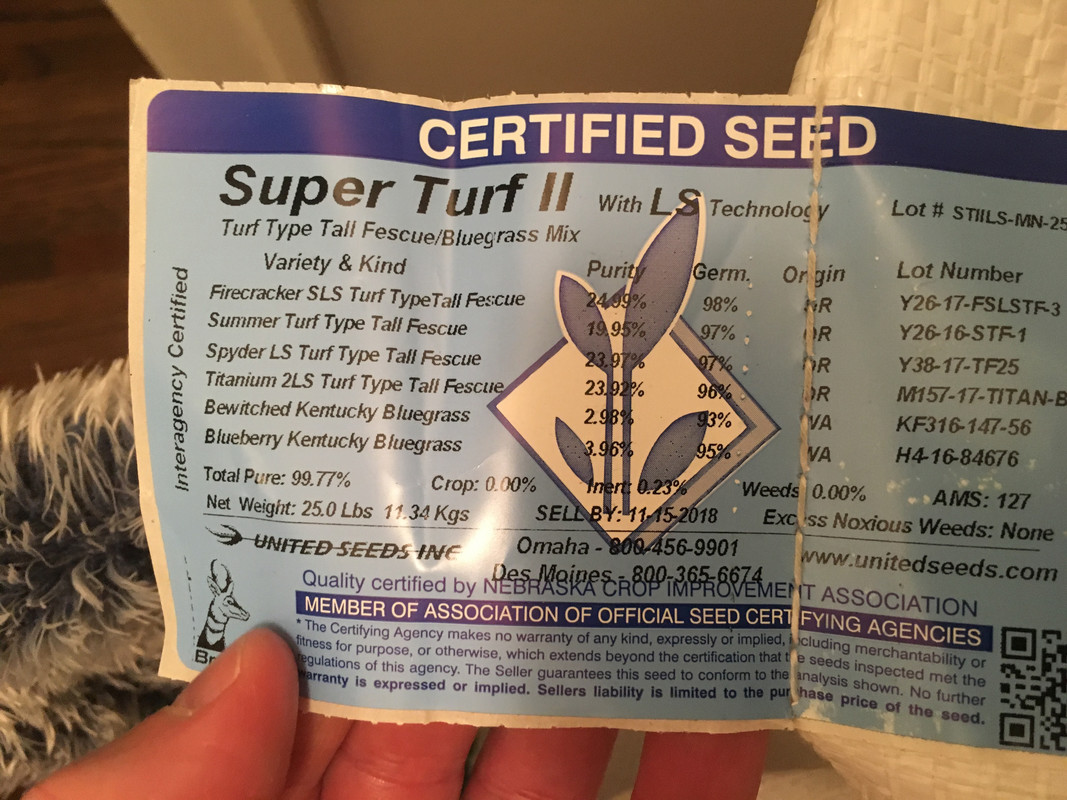 CERTIFIED SEED
Super Turf II With LS Technology Lot # STIILS-MN-25
Turf Type Tall Fescue/Bluegrass Mix
Variety & Kind Purity Germ. Origin Lot Number
Firecracker SLS Turf TypeTall Fescue 24.99% 98% OR Y26-17-FSLSTF-3
Summer Turf Type Tall Fescue 19.95% 97% OR Y26-16-STF-1
Spyder LS Turf Type Tall Fescue 23.97% 97% OR Y38-17-TF25
Titanium 2LS Turf Type Tall Fescue 23.92% 96% OR M157-17-TITAN-B
Bewitched Kentucky Bluegrass 2.98% 93% WA KF316-147-56
Blueberry Kentucky Bluegrass 3.96% 95% WA H4-16-84676
Interagency Certified
Total Pure: 99.77% Crop: 0.00% Inert: 0.23% Weeds: 0.00% AMS: 127
Net Weight: 25.0 Lbs 11.34 Kgs SELL BY: 11-15-2018 Excess Noxious Weeds: None
UNITED SEEDS INC Omaha - 800-456-9901 www.unitedseeds.com
Des Moines - 800-365-6674
Quality certified by NEBRASKA CROP IMPROVEMENT ASSOCIATION
MEMBER OF ASSOCIATION OF OFFICIAL SEED CERTIFYING AGENCIES
* The Certifying Agency makes no warranty of any kind, expressly or implied, including merchantability or
fitness for purpose, or otherwise, which extends beyond the certification that the seeds inspected met the
regulations of this agency. The Seller guarantees this seed to conform to the analysis shown. No further
warranty is expressed or implied. Sellers liability is limited to the purchase price of the seed.